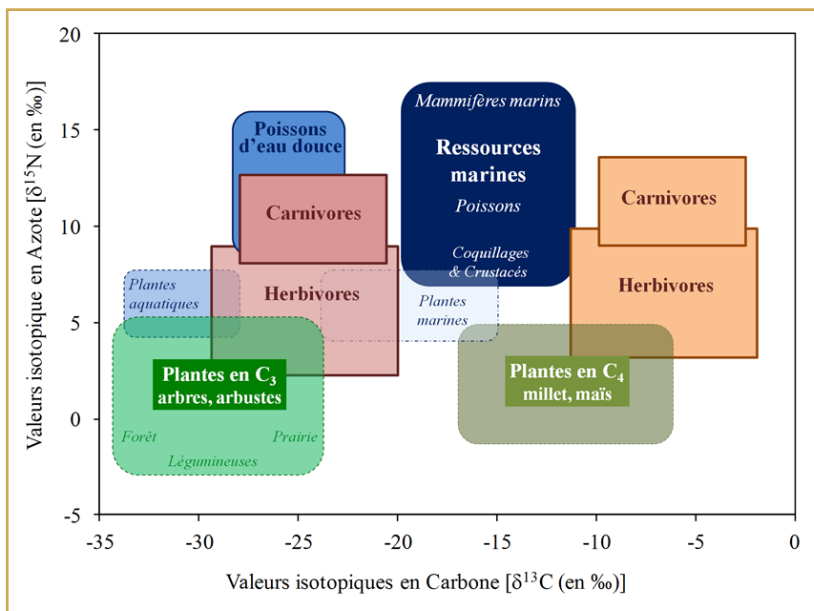 Valeurs isotopique en Azote [δ¹⁵N (en ‰)]
20
15
10
5
0
-5
Poissons
d'eau douce
Carnivores
Herbivores
Plantes
aquatiques
Plantes en C₃
arbres, arbustes
Forêt
Prairie
Légumineuses
Mammifères marins
Ressources
marines
Poissons
Coquillages
& Crustacés
Plantes
marines
Carnivores
Herbivores
Plantes en C₄
millet, maïs
-35
-30
-25
-20
-15
-10
-5
0
Valeurs isotopiques en Carbone [δ¹³C (en ‰)]